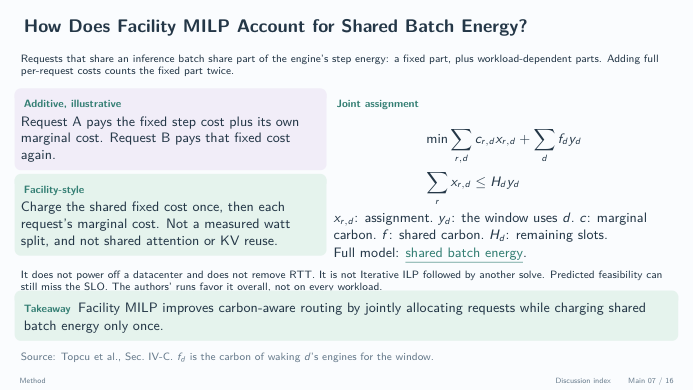 How Does Facility MILP Account for Shared Batch Energy?
Requests that share an inference batch share part of the engine's step energy: a fixed part, plus workload-dependent parts. Adding full
per-request costs counts the fixed part twice.
Additive, illustrative
Request A pays the fixed step cost plus its own
marginal cost. Request B pays that fixed cost
again.
Facility-style
Charge the shared fixed cost once, then each
request's marginal cost. Not a measured watt
split, and not shared attention or KV reuse.
Joint assignment
min ∑_{r,d} c_{r,d}x_{r,d} + ∑_{d} f_d y_d
∑_{r} x_{r,d} ≤ H_d y_d
x_{r,d}: assignment. y_d: the window uses d. c: marginal
carbon. f: shared carbon. H_d: remaining slots.
Full model: shared batch energy.
It does not power off a datacenter and does not remove RTT. It is not Iterative ILP followed by another solve. Predicted feasibility can
still miss the SLO. The authors' runs favor it overall, not on every workload.
Takeaway Facility MILP improves carbon-aware routing by jointly allocating requests while charging shared
batch energy only once.
Source: Topcu et al., Sec. IV-C. f_d is the carbon of waking d's engines for the window.
Method Discussion index Main 07 / 16